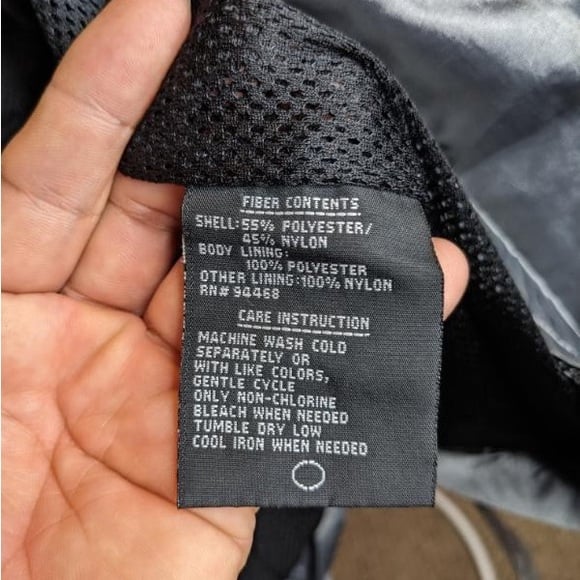 FIBER CONTENTS
SHELL:55% POLYESTER/
45% NYLON
BODY LINING:
100% POLYESTER
OTHER LINING:100% NYLON
RN# 94468
CARE INSTRUCTION
MACHINE WASH COLD
SEPARATELY OR
WITH LIKE COLORS,
GENTLE CYCLE
ONLY NON-CHLORINE
BLEACH WHEN NEEDED
TUMBLE DRY LOW
COOL IRON WHEN NEEDED